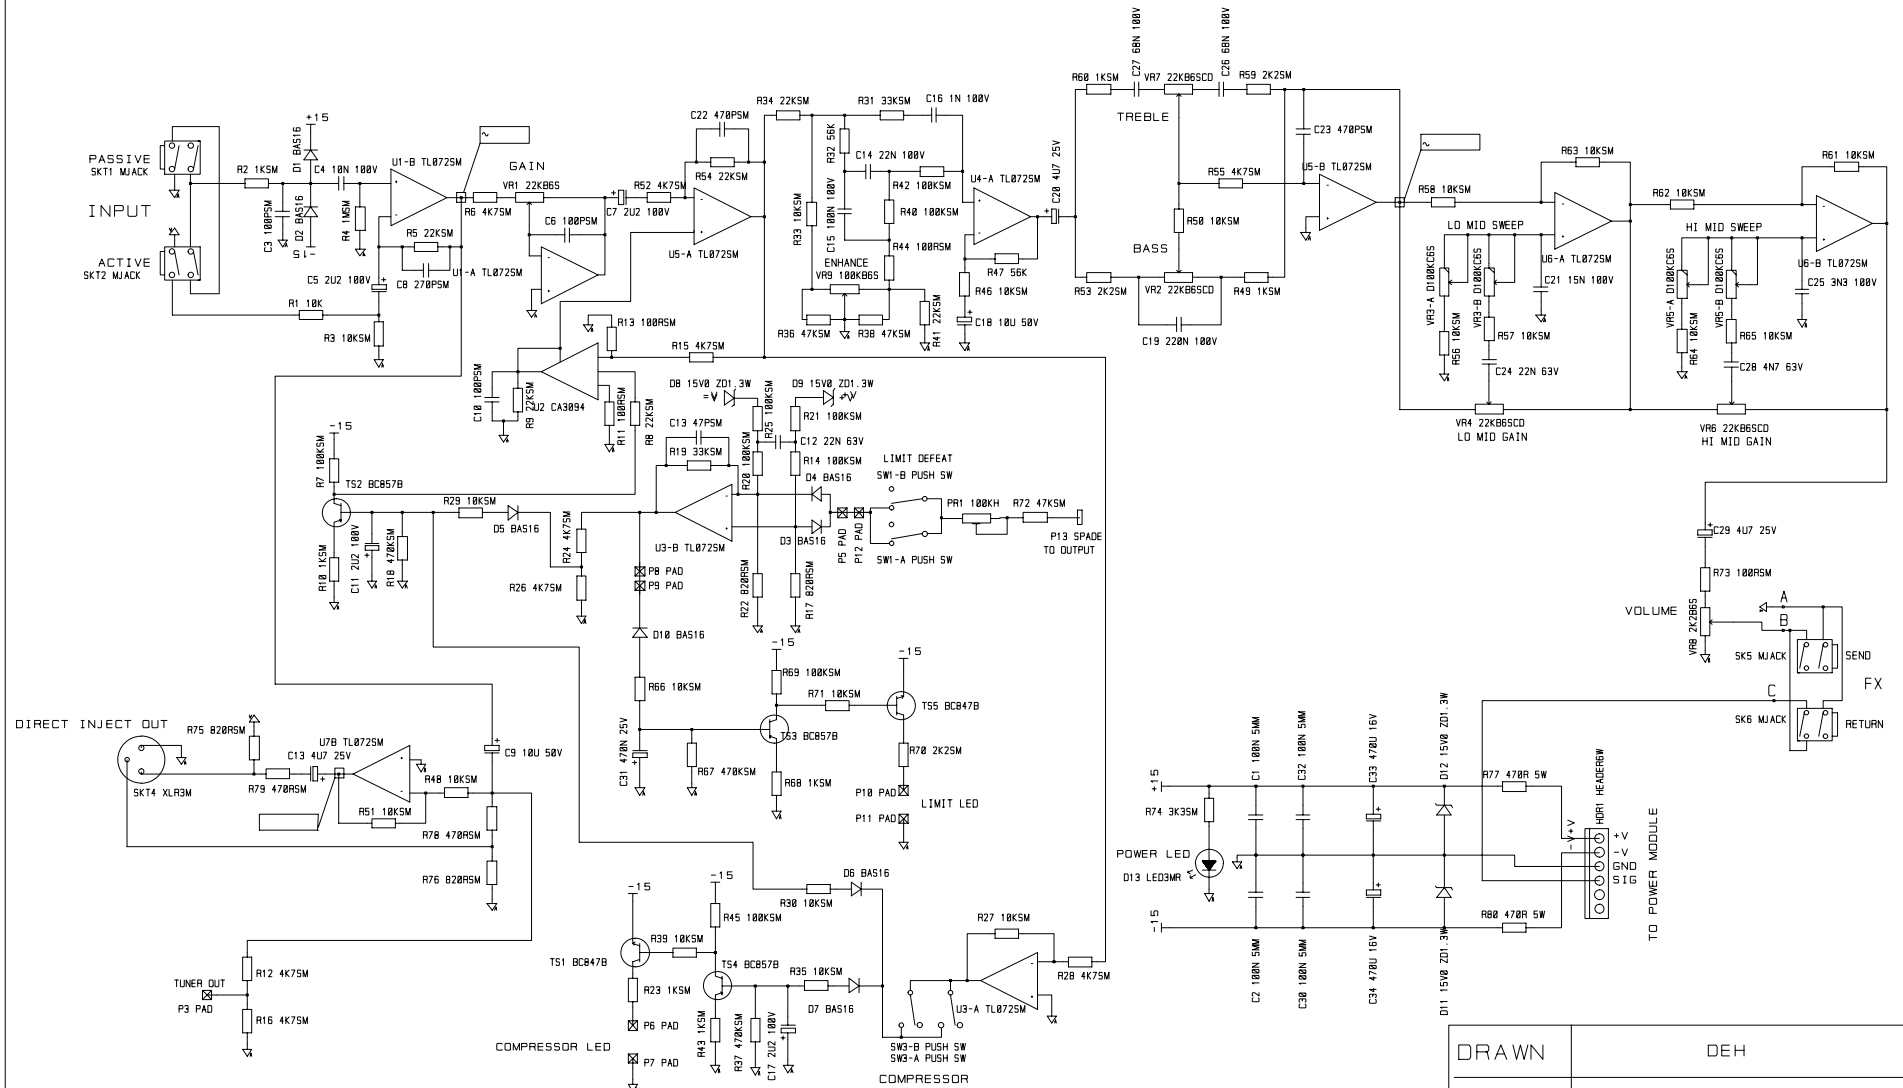 PASSIVE
SKT1 MJACK
INPUT
ACTIVE
SKT2 MJACK
R2 1KSM
C3 100PSM
+15
D1 BAS16
D2 BAS16
-15
C4 10N 100V
R4 1MSM
U1-B TL072SM
R5 22KSM
C8 270PSM
C5 2U2 100V
R1 10K
R3 10KSM
~
GAIN
R6 4K7SM
VR1 22KB6S
C6 100PSM
U1-A TL072SM
C7 2U2 100V
R52 4K7SM
C22 470PSM
R54 22KSM
U5-A TL072SM
R34 22KSM
R31 33KSM
C16 1N 100V
R32 56K
C14 22N 100V
R42 100KSM
R40 100KSM
R33 10KSM
C15 100N 100V
R44 100RSM
ENHANCE
VR9 100KB6S
R36 47KSM
R38 47KSM
R41 22KSM
U4-A TL072SM
R47 56K
R46 10KSM
C18 10U 50V
C20 4U7 25V
R60 1KSM
C27 68N 100V
VR7 22KB6SCD
C26 68N 100V
R59 2K2SM
TREBLE
R55 4K7SM
R50 10KSM
BASS
R53 2K2SM
VR2 22KB6SCD
R49 1KSM
C19 220N 100V
C23 470PSM
U5-B TL072SM
~
R58 10KSM
R63 10KSM
LO MID SWEEP
U6-A TL072SM
VR3-A D100KC6S
VR3-B D100KC6S
C21 15N 100V
R56 10KSM
R57 10KSM
C24 22N 63V
VR4 22KB6SCD
LO MID GAIN
R62 10KSM
R61 10KSM
HI MID SWEEP
U6-B TL072SM
VR5-A D100KC6S
VR5-B D100KC6S
C25 3N3 100V
R64 10KSM
R65 10KSM
C28 4N7 63V
VR6 22KB6SCD
HI MID GAIN
R13 100RSM
R15 4K7SM
C10 100PSM
R9 22KSM
U2 CA3094
R11 100RSM
R8 22KSM
D8 15V0 ZD1.3W
=V
D9 15V0 ZD1.3W
+V
R25 100KSM
R21 100KSM
C13 47PSM
R19 33KSM
C12 22N 63V
R20 100KSM
R14 100KSM
D4 BAS16
D3 BAS16
U3-B TL072SM
LIMIT DEFEAT
SW1-B PUSH SW
SW1-A PUSH SW
P5 PAD
P12 PAD
PR1 100KH
R72 47KSM
P13 SPADE
TO OUTPUT
-15
R7 100KSM
TS2 BC857B
R29 10KSM
D5 BAS16
R10 1KSM
C11 2U2 100V
R18 470KSM
R24 4K7SM
R26 4K7SM
P8 PAD
P9 PAD
R22 820RSM
R17 820RSM
D10 BAS16
R66 10KSM
C31 470N 25V
R67 470KSM
-15
R69 100KSM
TS3 BC857B
R68 1KSM
R71 10KSM
-15
TS5 BC847B
R70 2K2SM
P10 PAD
P11 PAD
LIMIT LED
DIRECT INJECT OUT
SKT4 XLR3M
R75 820RSM
R79 470RSM
C13 4U7 25V
U7B TL072SM
R51 10KSM
R48 10KSM
C9 10U 50V
R78 470RSM
R76 820RSM
TUNER OUT
P3 PAD
R12 4K7SM
R16 4K7SM
COMPRESSOR LED
-15
TS1 BC847B
R23 1KSM
P6 PAD
P7 PAD
R39 10KSM
-15
R45 100KSM
TS4 BC857B
R43 1KSM
R37 470KSM
C17 2U2 100V
R35 10KSM
D7 BAS16
R30 10KSM
D6 BAS16
R27 10KSM
R28 4K7SM
U3-A TL072SM
SW3-B PUSH SW
SW3-A PUSH SW
COMPRESSOR
C29 4U7 25V
R73 100RSM
VOLUME
VR8 2K2B6S
A
B
C
SK5 MJACK
SEND
FX
SK6 MJACK
RETURN
+15
-15
R74 3K3SM
POWER LED
D13 LED3MR
C1 100N 5MM
C32 100N 5MM
C33 470U 16V
D12 15V0 ZD1.3W
C2 100N 5MM
C30 100N 5MM
C34 470U 16V
D11 15V0 ZD1.3W
R77 470R 5W
R80 470R 5W
-V+V
HDR1 HEADER6W
+V
-V
GND
SIG
TO POWER MODULE
DRAWN
DEH